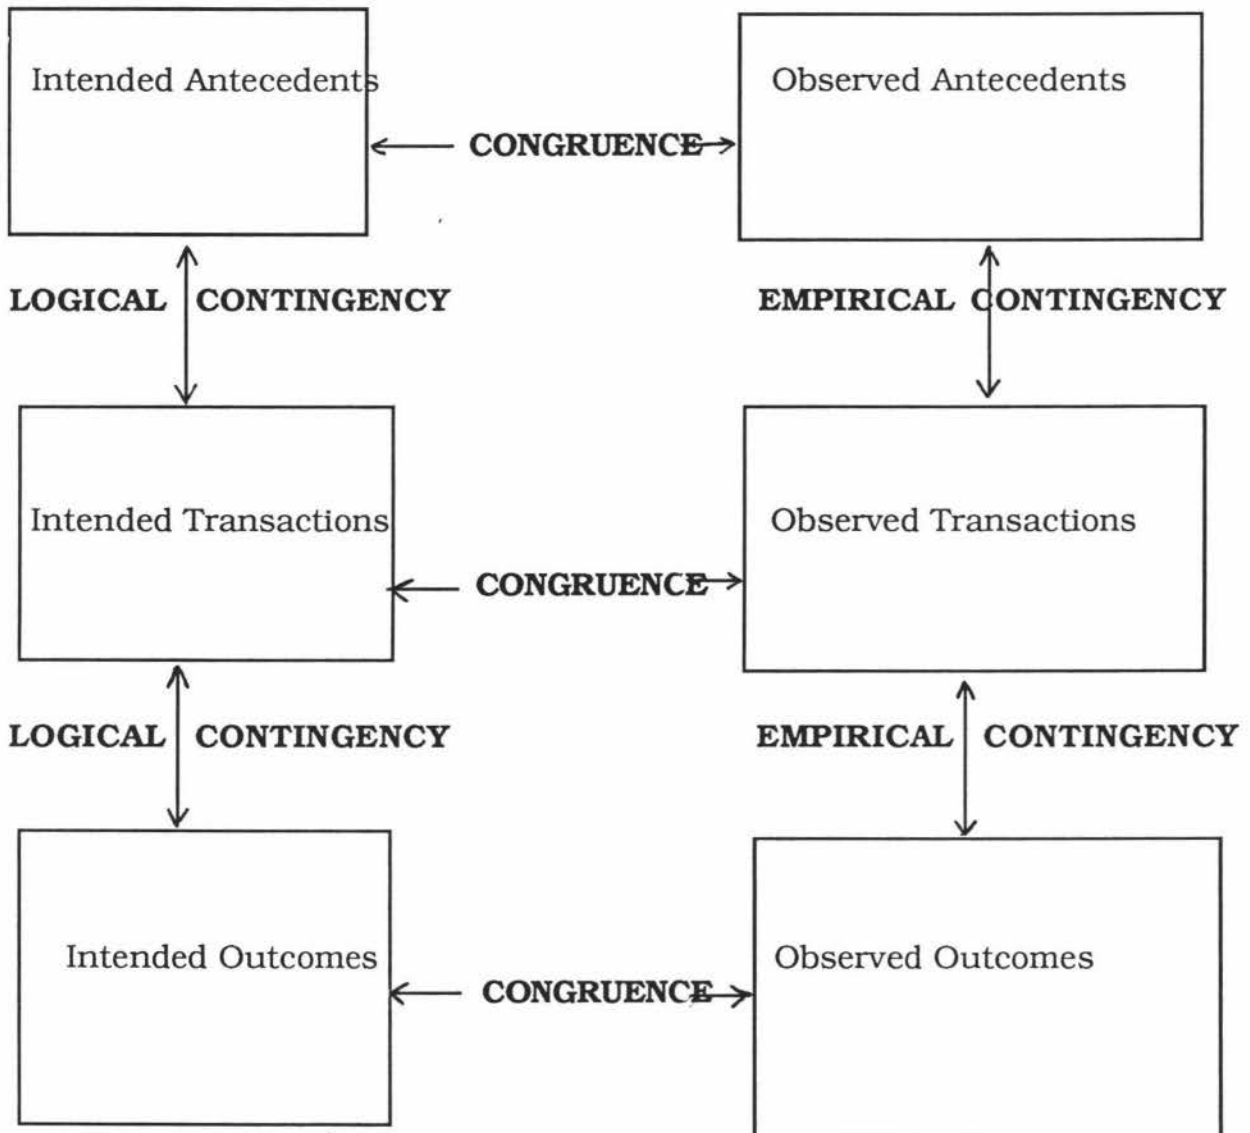 Intended Antecedents
Observed Antecedents
CONGRUENCE
LOGICAL CONTINGENCY
EMPIRICAL CONTINGENCY
Intended Transactions
Observed Transactions
CONGRUENCE
LOGICAL CONTINGENCY
EMPIRICAL CONTINGENCY
Intended Outcomes
Observed Outcomes
CONGRUENCE